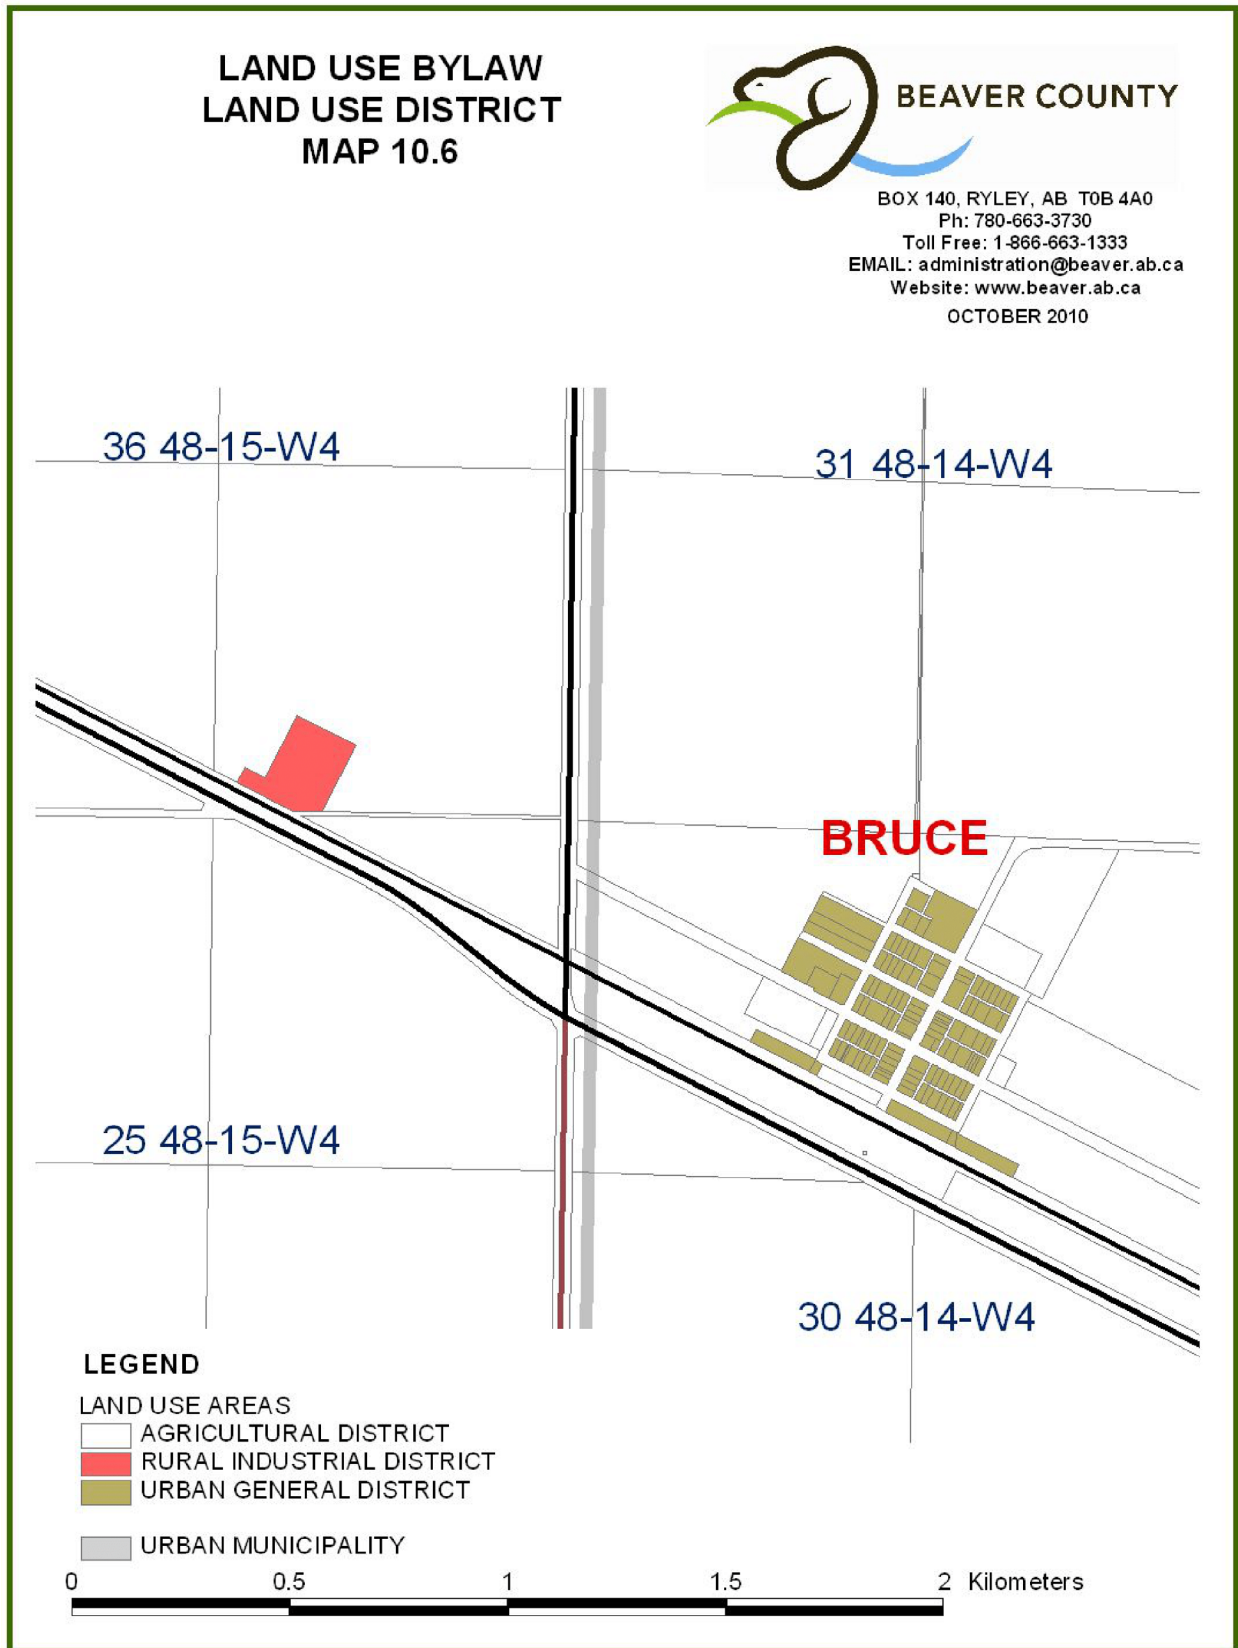 LAND USE BYLAW
LAND USE DISTRICT
MAP 10.6
BEAVER COUNTY
BOX 140, RYLEY, AB T0B 4A0
Ph: 780-663-3730
Toll Free: 1-866-663-1333
EMAIL: administration@beaver.ab.ca
Website: www.beaver.ab.ca
OCTOBER 2010
36 48-15-W4
31 48-14-W4
BRUCE
25 48-15-W4
30 48-14-W4
LEGEND
LAND USE AREAS
AGRICULTURAL DISTRICT
RURAL INDUSTRIAL DISTRICT
URBAN GENERAL DISTRICT
URBAN MUNICIPALITY
0 0.5 1 1.5 2 Kilometers